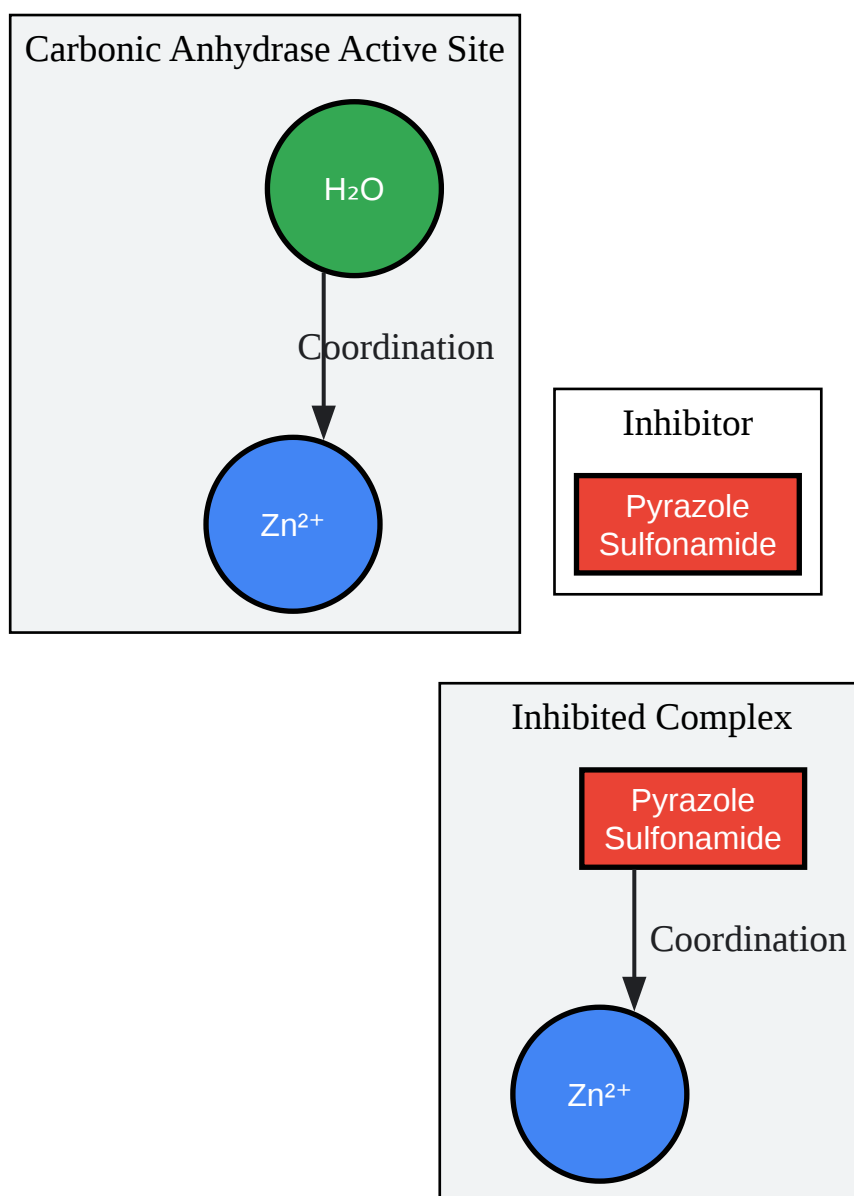 Carbonic Anhydrase Active Site
H₂O
Coordination
Zn²⁺
Inhibitor
Pyrazole
Sulfonamide
Inhibited Complex
Pyrazole
Sulfonamide
Coordination
Zn²⁺